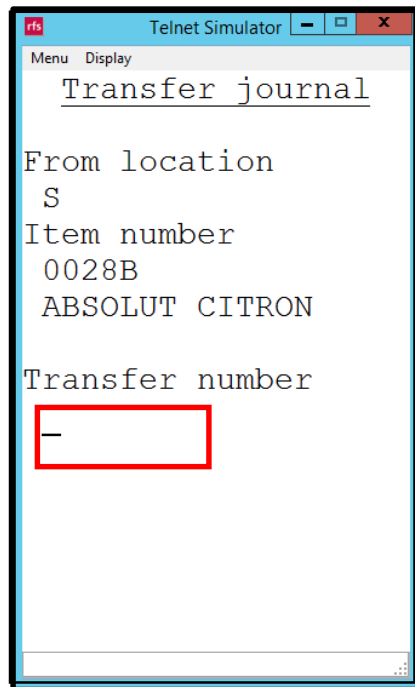 rfs Telnet Simulator
Menu Display
Transfer journal
From location
S
Item number
0028B
ABSOLUT CITRON
Transfer number
_